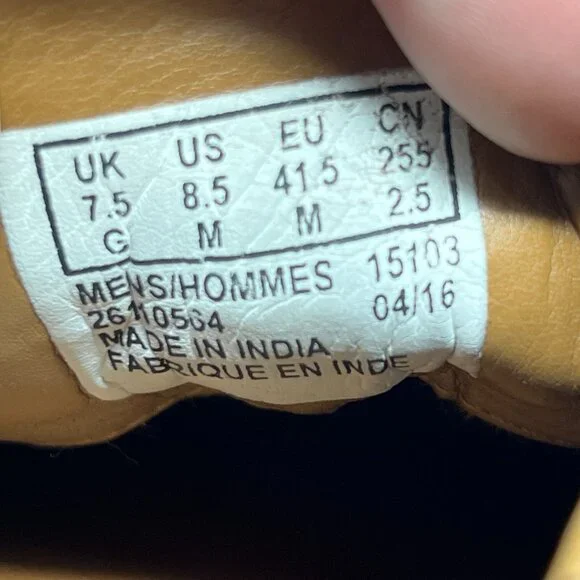 UK US EU CN
7.5 8.5 41.5 255
G M M 2.5
MENS/HOMMES 15103
26110564 04/16
MADE IN INDIA
FABRIQUE EN INDE